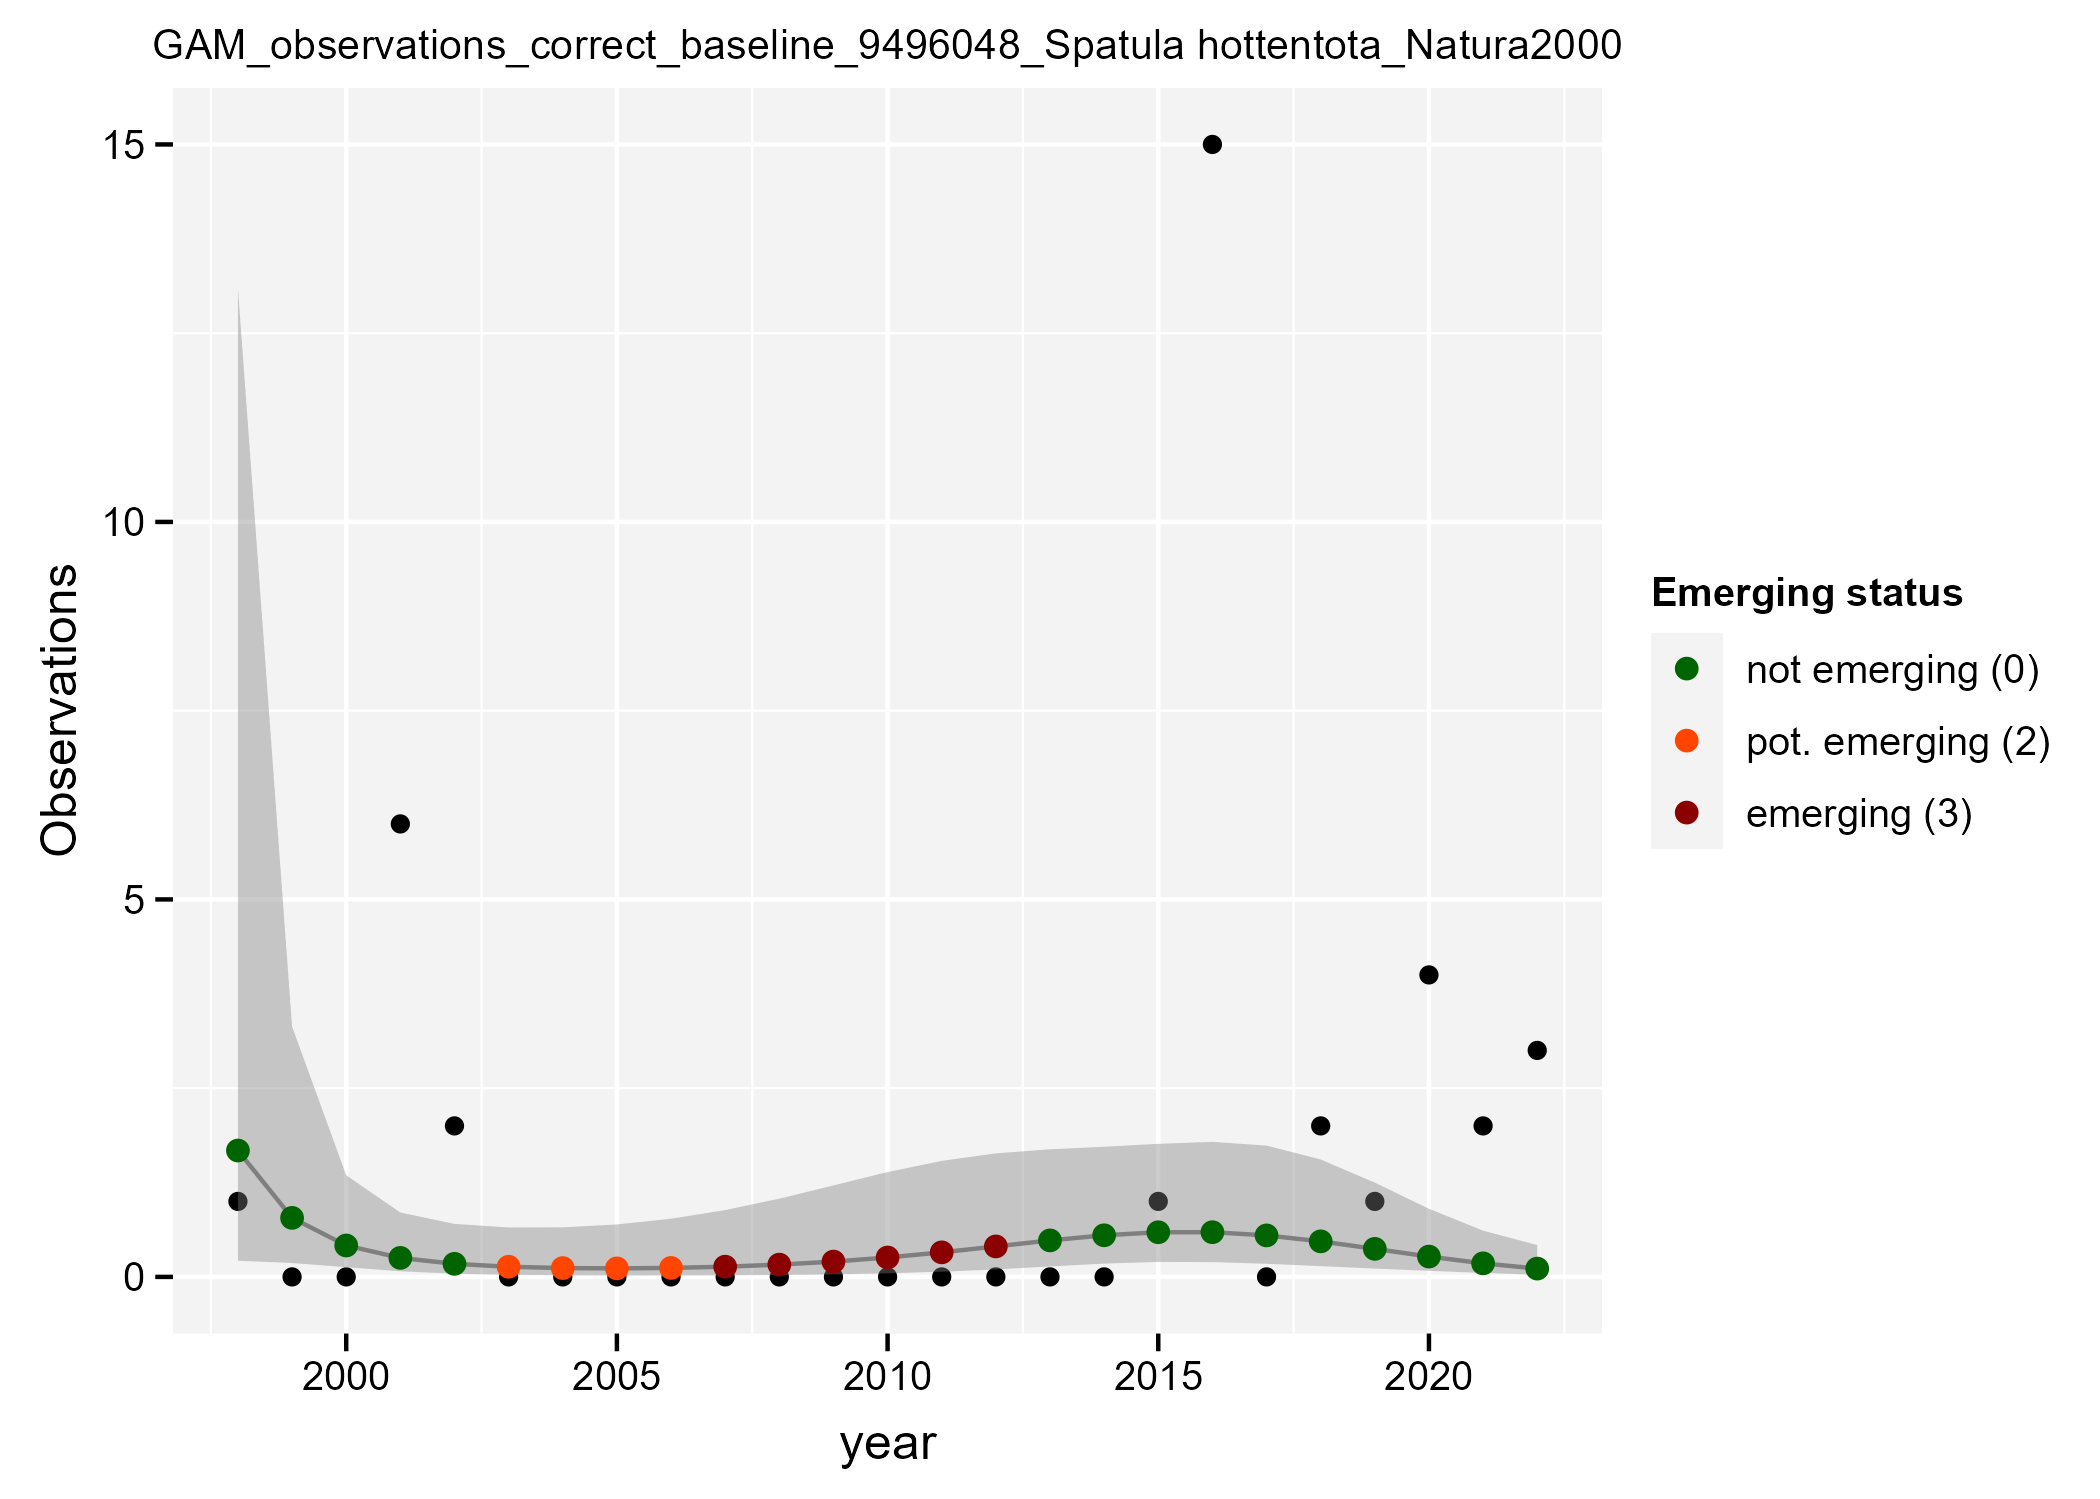 GAM_observations_correct_baseline_9496048_Spatula hottentota_Natura2000
15
10
5
0
Observations
2000
2005
2010
2015
2020
year
Emerging status
not emerging (0)
pot. emerging (2)
emerging (3)